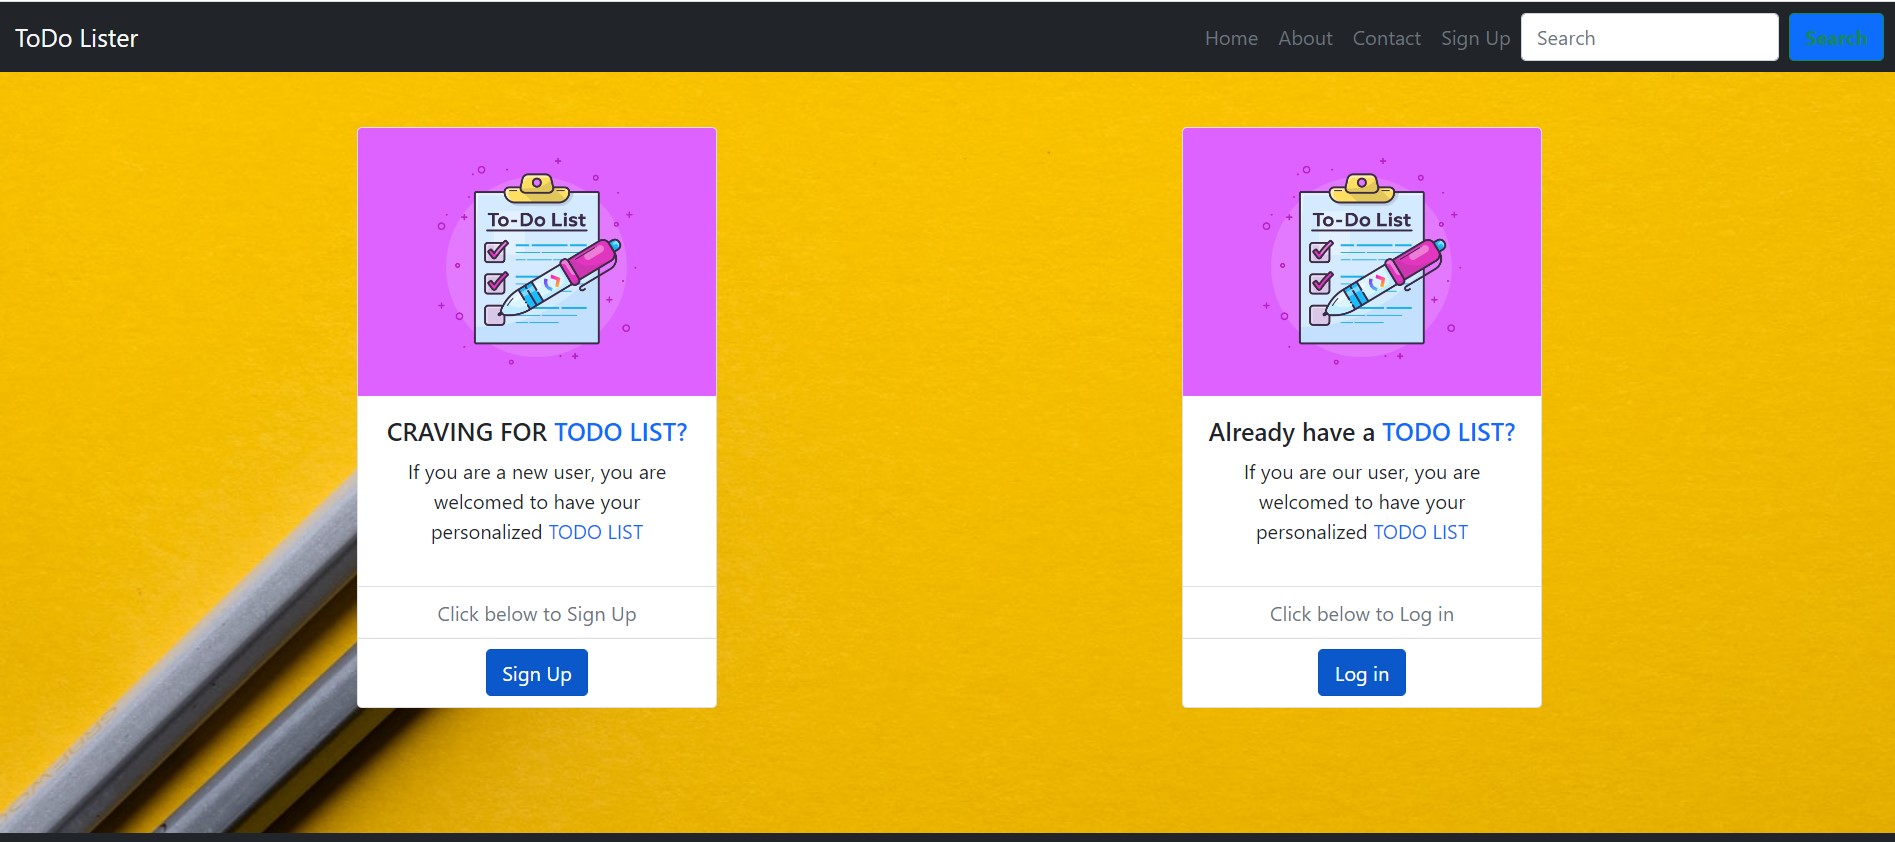 ToDo Lister
Home About Contact Sign Up Search Search
To-Do List
CRAVING FOR TODO LIST?
If you are a new user, you are
welcomed to have your
personalized TODO LIST
Click below to Sign Up
Sign Up
To-Do List
Already have a TODO LIST?
If you are our user, you are
welcomed to have your
personalized TODO LIST
Click below to Log in
Log in